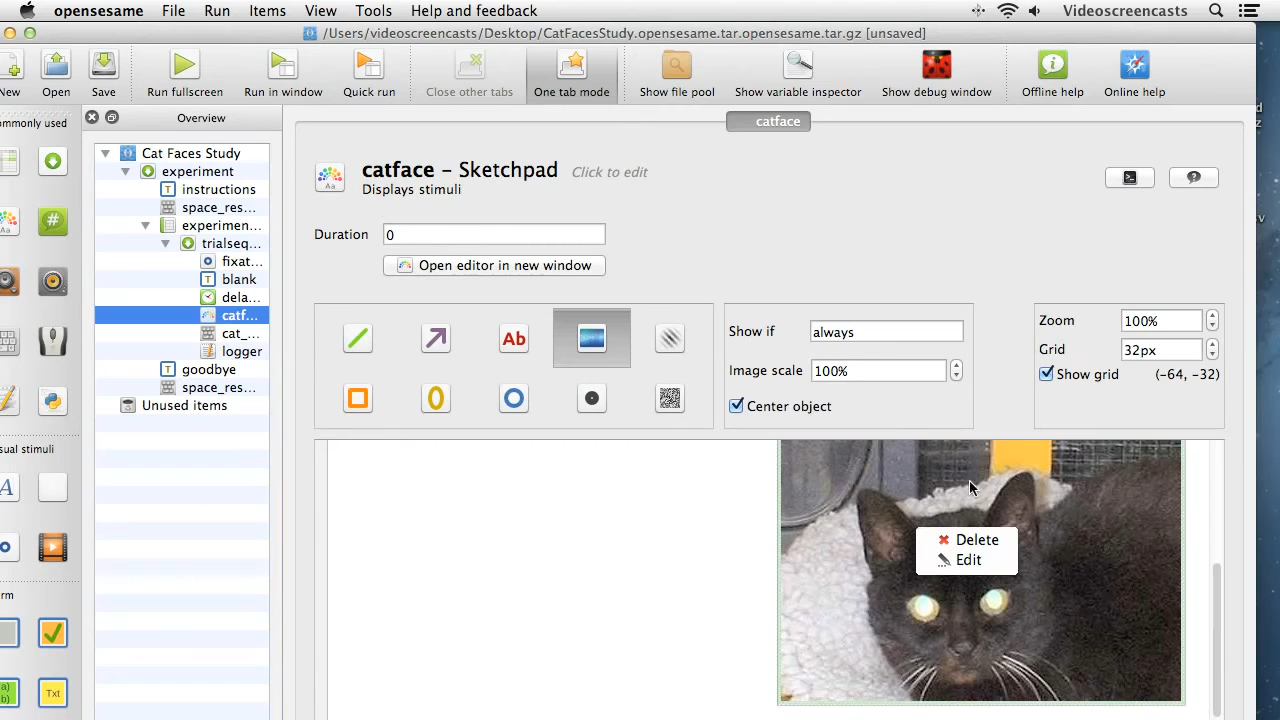 opensesame File Run Items View Tools Help and feedback Videoscreencasts
/Users/videoscreencasts/Desktop/CatFacesStudy.opensesame.tar.opensesame.tar.gz [unsaved]
New Open Save Run fullscreen Run in window Quick run Close other tabs One tab mode Show file pool Show variable inspector Show debug window Offline help Online help
ommonly used
Overview
catface
Cat Faces Study
experiment
instructions
space_res...
experimen...
trialseq...
fixat...
blank
dela...
catf...
cat_...
logger
goodbye
space_res...
Unused items
catface – Sketchpad Click to edit
Displays stimuli
Duration 0
Open editor in new window
Ab
Aa
Show if always
Image scale 100%
Center object
Zoom 100%
Grid 32px
Show grid (-64, -32)
sual stimuli
A
rm
a)
b)
Txt
Delete
Edit